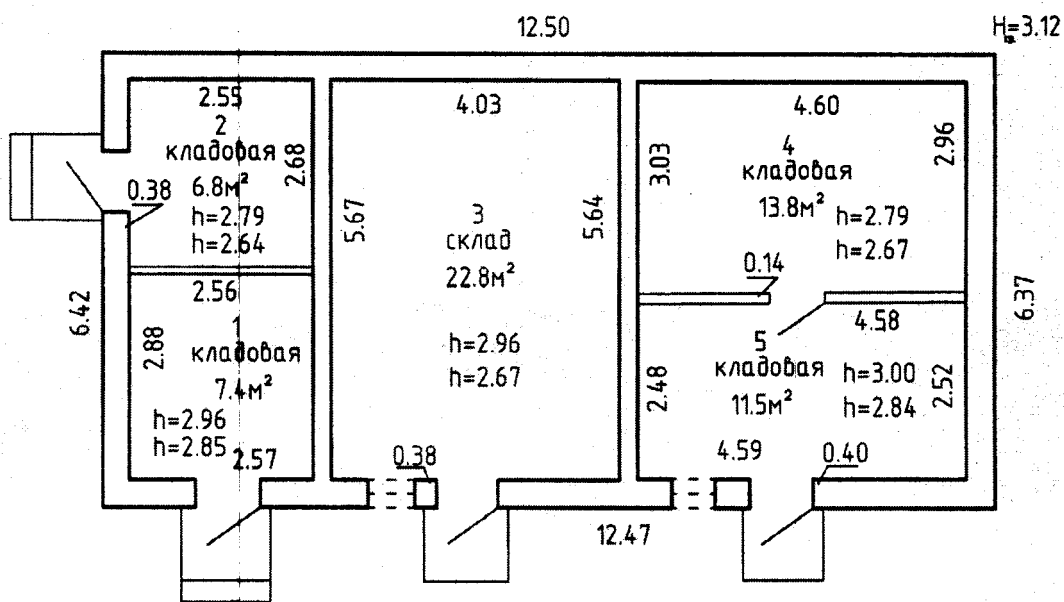 12.50
H=3.12
2.55
2
кладовая
6.8м²
h=2.79
h=2.64
2.68
0.38
2.56
1
кладовая
7.4м²
h=2.96
h=2.85
2.88
2.57
6.42
4.03
5.67
3
склад
22.8м²
5.64
h=2.96
h=2.67
0.38
4.60
3.03
4
кладовая
13.8м²
h=2.79
h=2.67
2.96
0.14
4.58
5
кладовая
11.5м²
h=3.00
h=2.84
2.48
2.52
4.59
0.40
6.37
12.47